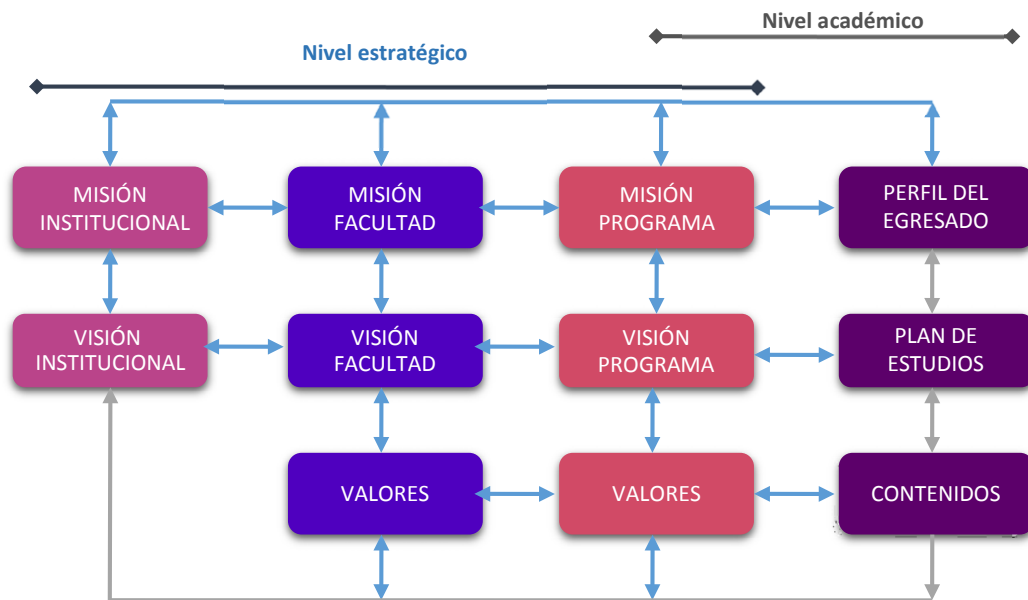 Nivel académico
Nivel estratégico
MISIÓN
INSTITUCIONAL
MISIÓN
FACULTAD
MISIÓN
PROGRAMA
PERFIL DEL
EGRESADO
VISIÓN
INSTITUCIONAL
VISIÓN
FACULTAD
VISIÓN
PROGRAMA
PLAN DE
ESTUDIOS
VALORES
VALORES
CONTENIDOS